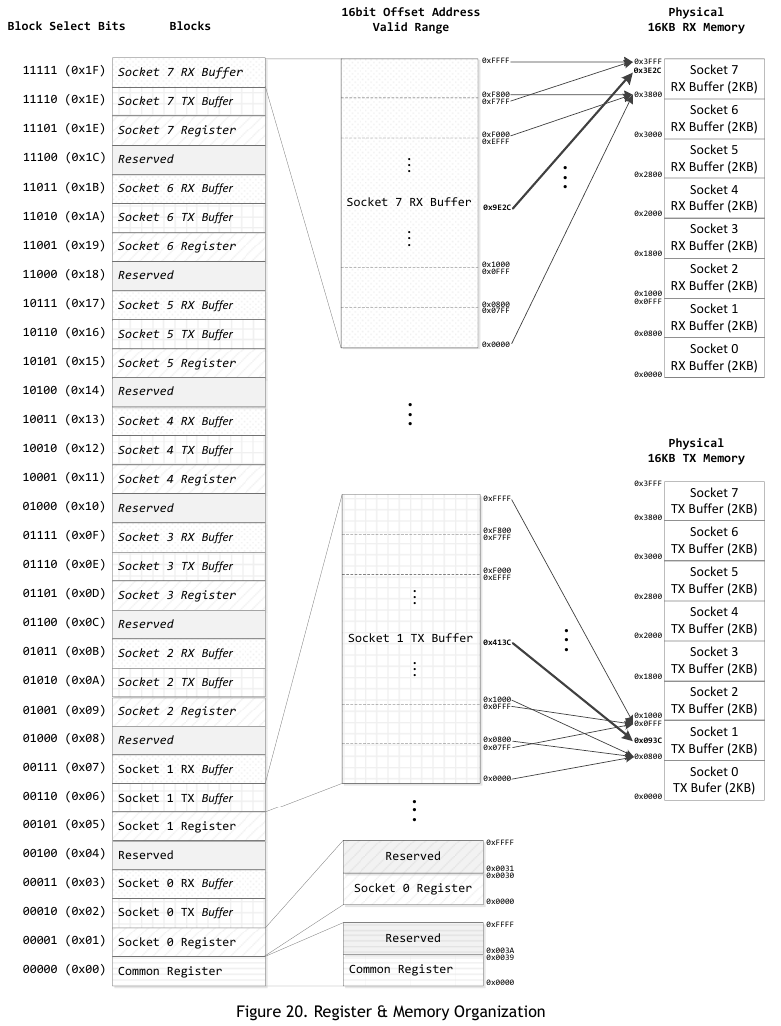 Block Select Bits
Blocks
16bit Offset Address
Valid Range
Physical
16KB RX Memory
11111 (0x1F) Socket 7 RX Buffer
11110 (0x1E) Socket 7 TX Buffer
11101 (0x1E) Socket 7 Register
11100 (0x1C) Reserved
11011 (0x1B) Socket 6 RX Buffer
11010 (0x1A) Socket 6 TX Buffer
11001 (0x19) Socket 6 Register
11000 (0x18) Reserved
10111 (0x17) Socket 5 RX Buffer
10110 (0x16) Socket 5 TX Buffer
10101 (0x15) Socket 5 Register
10100 (0x14) Reserved
10011 (0x13) Socket 4 RX Buffer
10010 (0x12) Socket 4 TX Buffer
10001 (0x11) Socket 4 Register
01000 (0x10) Reserved
01111 (0x0F) Socket 3 RX Buffer
01110 (0x0E) Socket 3 TX Buffer
01101 (0x0D) Socket 3 Register
01100 (0x0C) Reserved
01011 (0x0B) Socket 2 RX Buffer
01010 (0x0A) Socket 2 TX Buffer
01001 (0x09) Socket 2 Register
01000 (0x08) Reserved
00111 (0x07) Socket 1 RX Buffer
00110 (0x06) Socket 1 TX Buffer
00101 (0x05) Socket 1 Register
00100 (0x04) Reserved
00011 (0x03) Socket 0 RX Buffer
00010 (0x02) Socket 0 TX Buffer
00001 (0x01) Socket 0 Register
00000 (0x00) Common Register
0xFFFF
0xF800
0xF7FF
0xF000
0xEFFF
Socket 7 RX Buffer
0x9E2C
0x1000
0x0FFF
0x0800
0x07FF
0x0000
0x3FFF
0x3E2C
Socket 7
RX Buffer (2KB)
0x3800
Socket 6
RX Buffer (2KB)
0x3000
Socket 5
RX Buffer (2KB)
0x2800
Socket 4
RX Buffer (2KB)
0x2000
Socket 3
RX Buffer (2KB)
0x1800
Socket 2
RX Buffer (2KB)
0x1000
0x0FFF
Socket 1
RX Buffer (2KB)
0x0800
Socket 0
RX Buffer (2KB)
0x0000
0xFFFF
0xF800
0xF7FF
0xF000
0xEFFF
Socket 1 TX Buffer
0x413C
0x1000
0x0FFF
0x0800
0x07FF
0x0000
Physical
16KB TX Memory
0x3FFF
Socket 7
TX Buffer (2KB)
0x3800
Socket 6
TX Buffer (2KB)
0x3000
Socket 5
TX Buffer (2KB)
0x2800
Socket 4
TX Buffer (2KB)
0x2000
Socket 3
TX Buffer (2KB)
0x1800
Socket 2
TX Buffer (2KB)
0x1000
0x0FFF
Socket 1
TX Buffer (2KB)
0x093C
0x0800
Socket 0
TX Bufer (2KB)
0x0000
0xFFFF
Reserved
0x0031
0x0030
Socket 0 Register
0x0000
0xFFFF
Reserved
0x003A
0x0039
Common Register
0x0000
Figure 20. Register & Memory Organization